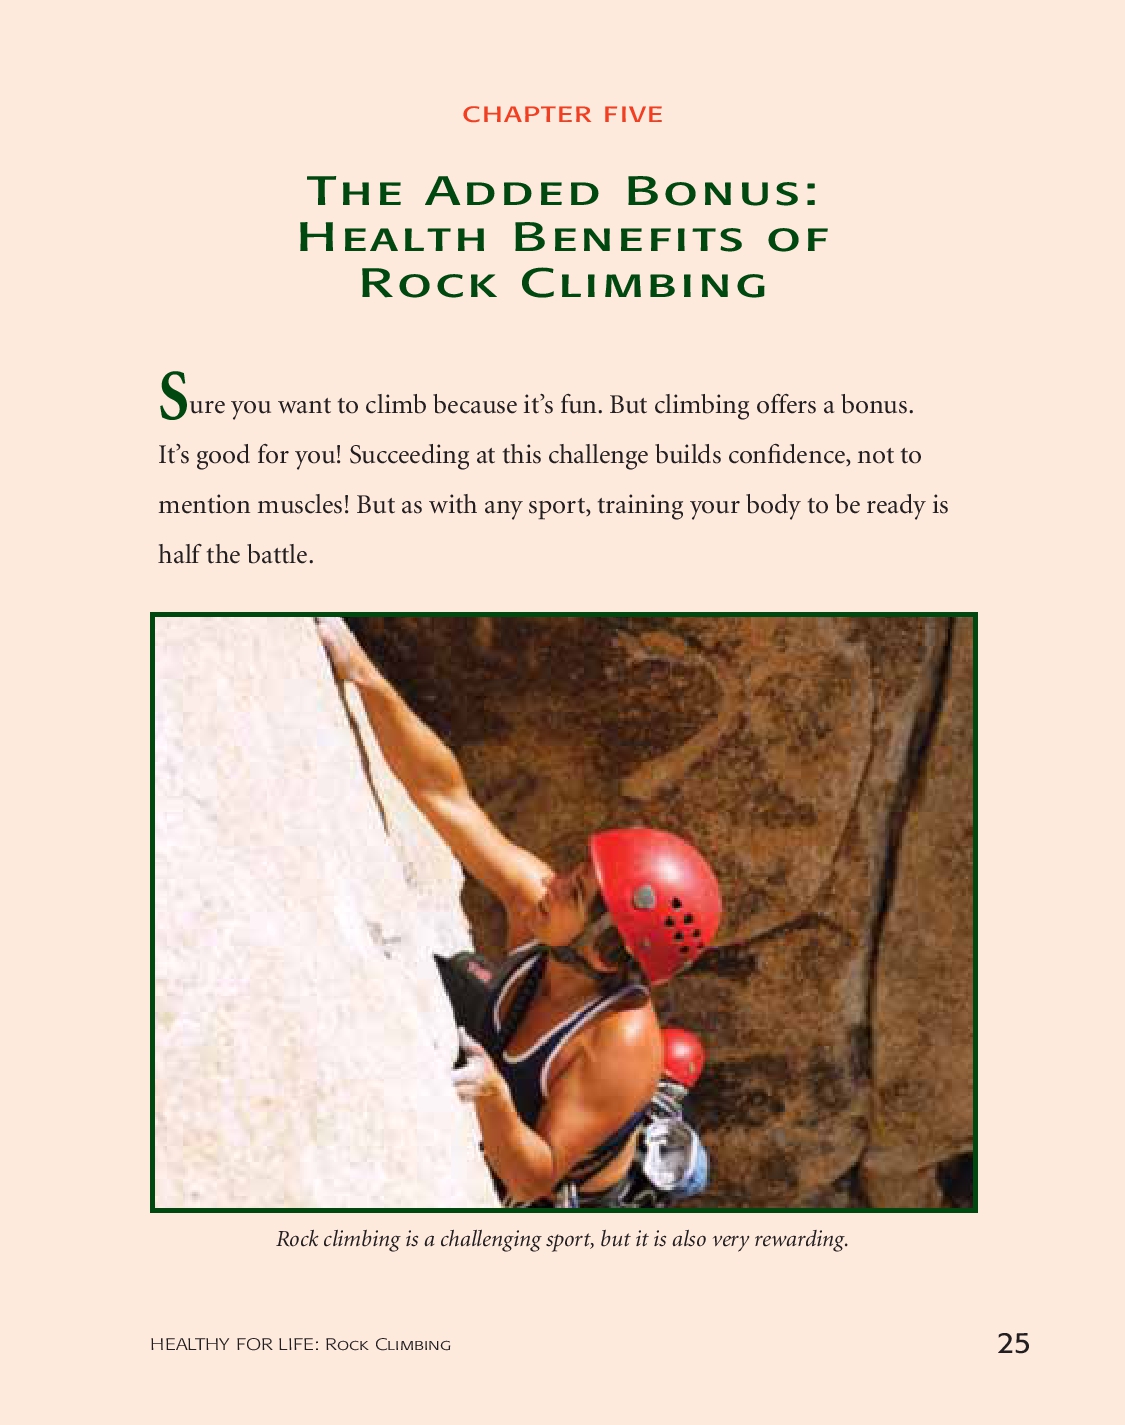 CHAPTER FIVE
The Added Bonus:
Health Benefits of
Rock Climbing
Sure you want to climb because it’s fun. But climbing offers a bonus.
It’s good for you! Succeeding at this challenge builds confidence, not to
mention muscles! But as with any sport, training your body to be ready is
half the battle.
Rock climbing is a challenging sport, but it is also very rewarding.
HEALTHY FOR LIFE: Rock Climbing
25